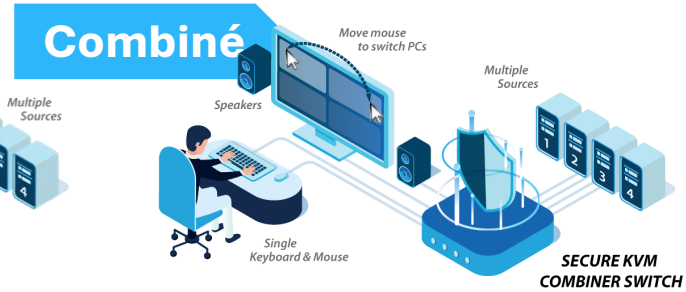 Combiné
Move mouse
to switch PCs
Multiple
Sources
Multiple
Sources
Speakers
4
1
2
3
4
Single
Keyboard & Mouse
SECURE KVM
COMBINER SWITCH